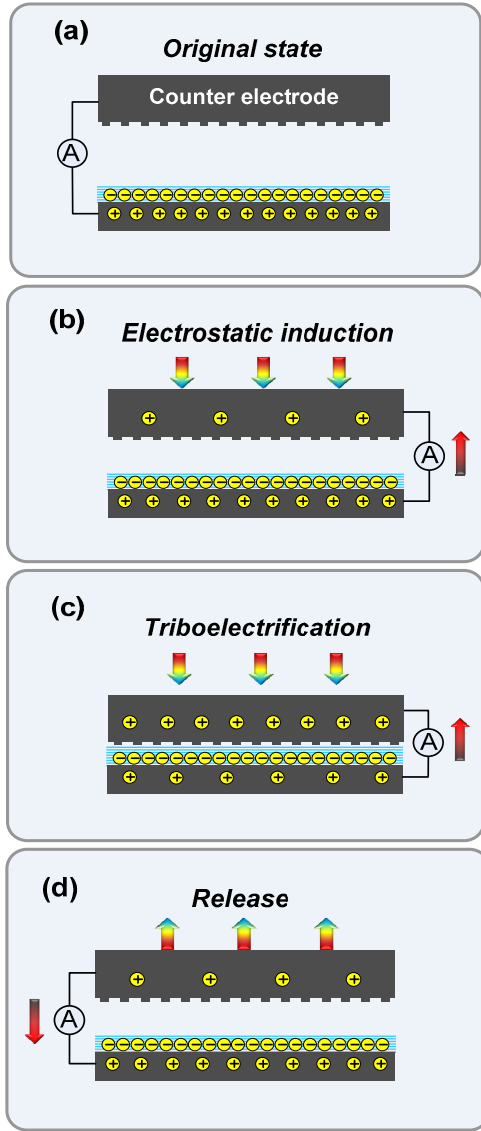 (a)
Original state
Counter electrode
A
(b)
Electrostatic induction
A
(c)
Triboelectrification
A
(d)
Release
A